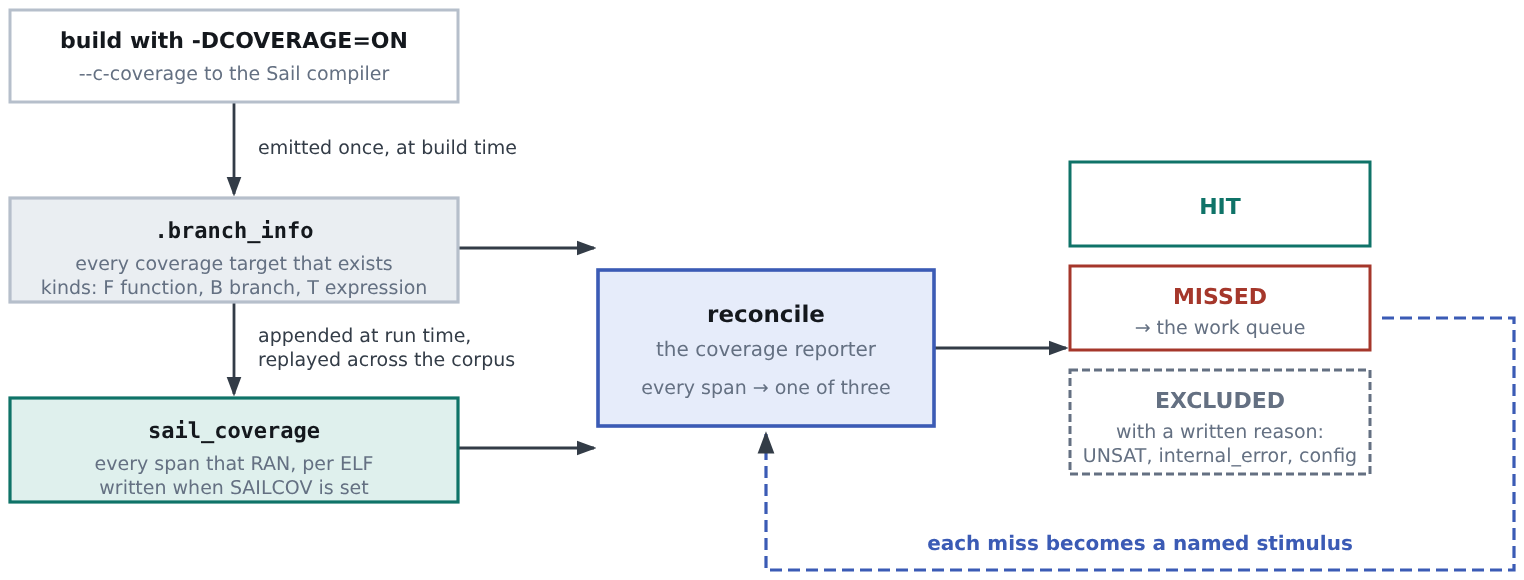 build with -DCOVERAGE=ON
--c-coverage to the Sail compiler
emitted once, at build time
.branch_info
every coverage target that exists
kinds: F function, B branch, T expression
appended at run time,
replayed across the corpus
sail_coverage
every span that RAN, per ELF
written when SAILCOV is set
reconcile
the coverage reporter
every span → one of three
HIT
MISSED
→ the work queue
EXCLUDED
with a written reason:
UNSAT, internal_error, config
each miss becomes a named stimulus